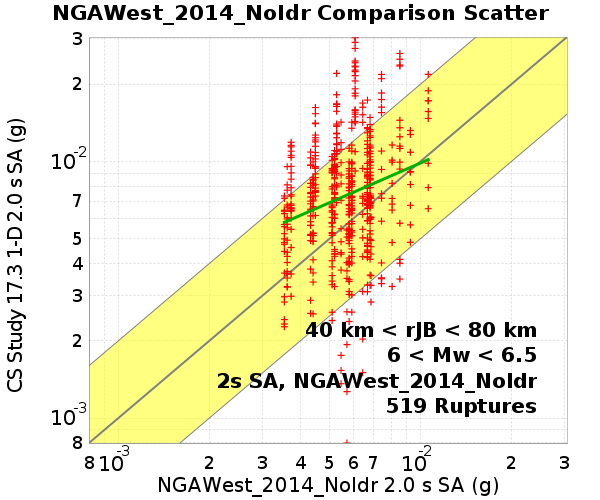 NGAWest_2014_NoIdr Comparison Scatter
CS Study 17.3 1-D 2.0 s SA (g)
3
2
10-2
7
5
4
3
2
10-3
8
40 km < rJB < 80 km
6 < Mw < 6.5
2s SA, NGAWest_2014_NoIdr
519 Ruptures
8 10-3 2 3 4 5 6 7 10-2 2 3
NGAWest_2014_NoIdr 2.0 s SA (g)